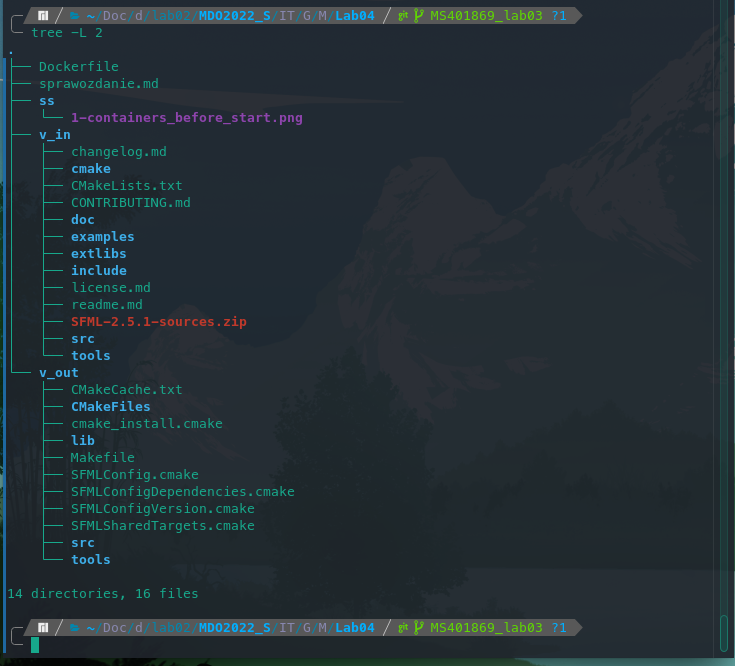 ~/Doc/d/lab02/MDO2022_S/IT/G/M/Lab04 git MS401869_lab03 ?1
tree -L 2
.
├── Dockerfile
├── sprawozdanie.md
├── ss
│   └── 1-containers_before_start.png
├── v_in
│   ├── changelog.md
│   ├── cmake
│   ├── CMakeLists.txt
│   ├── CONTRIBUTING.md
│   ├── doc
│   ├── examples
│   ├── extlibs
│   ├── include
│   ├── license.md
│   ├── readme.md
│   ├── SFML-2.5.1-sources.zip
│   ├── src
│   └── tools
└── v_out
    ├── CMakeCache.txt
    ├── CMakeFiles
    ├── cmake_install.cmake
    ├── lib
    ├── Makefile
    ├── SFMLConfig.cmake
    ├── SFMLConfigDependencies.cmake
    ├── SFMLConfigVersion.cmake
    ├── SFMLSharedTargets.cmake
    ├── src
    └── tools
14 directories, 16 files
~/Doc/d/lab02/MDO2022_S/IT/G/M/Lab04 git MS401869_lab03 ?1